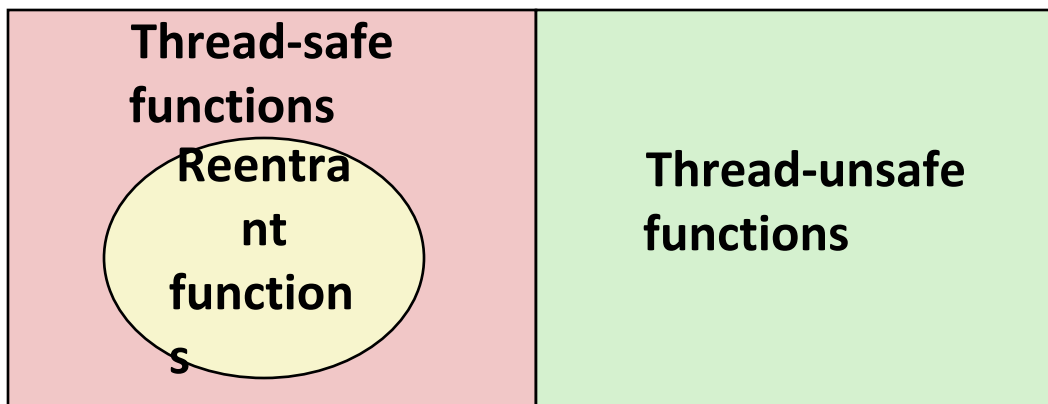 Thread-safe
functions
Reentra
nt
function
s
Thread-unsafe
functions